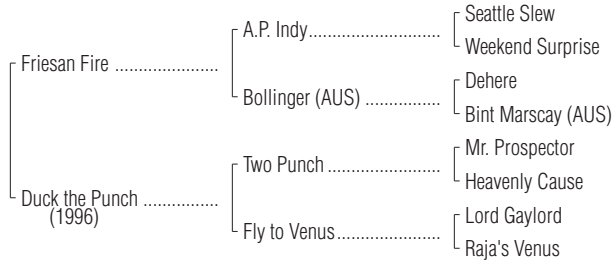 Seattle Slew
A.P. Indy..............................
Weekend Surprise
Friesan Fire .......................
Dehere
Bollinger (AUS) .................
Bint Marscay (AUS)
Mr. Prospector
Two Punch .........................
Heavenly Cause
Duck the Punch .................
(1996)
Lord Gaylord
Fly to Venus.......................
Raja's Venus